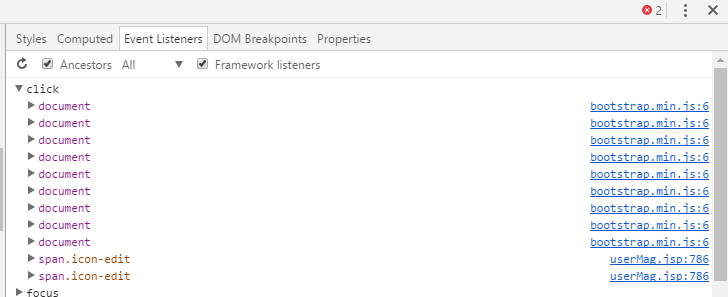 2
Styles Computed Event Listeners DOM Breakpoints Properties
Ancestors All Framework listeners
click
document bootstrap.min.js:6
document bootstrap.min.js:6
document bootstrap.min.js:6
document bootstrap.min.js:6
document bootstrap.min.js:6
document bootstrap.min.js:6
document bootstrap.min.js:6
document bootstrap.min.js:6
document bootstrap.min.js:6
span.icon-edit userMag.jsp:786
span.icon-edit userMag.jsp:786
focus